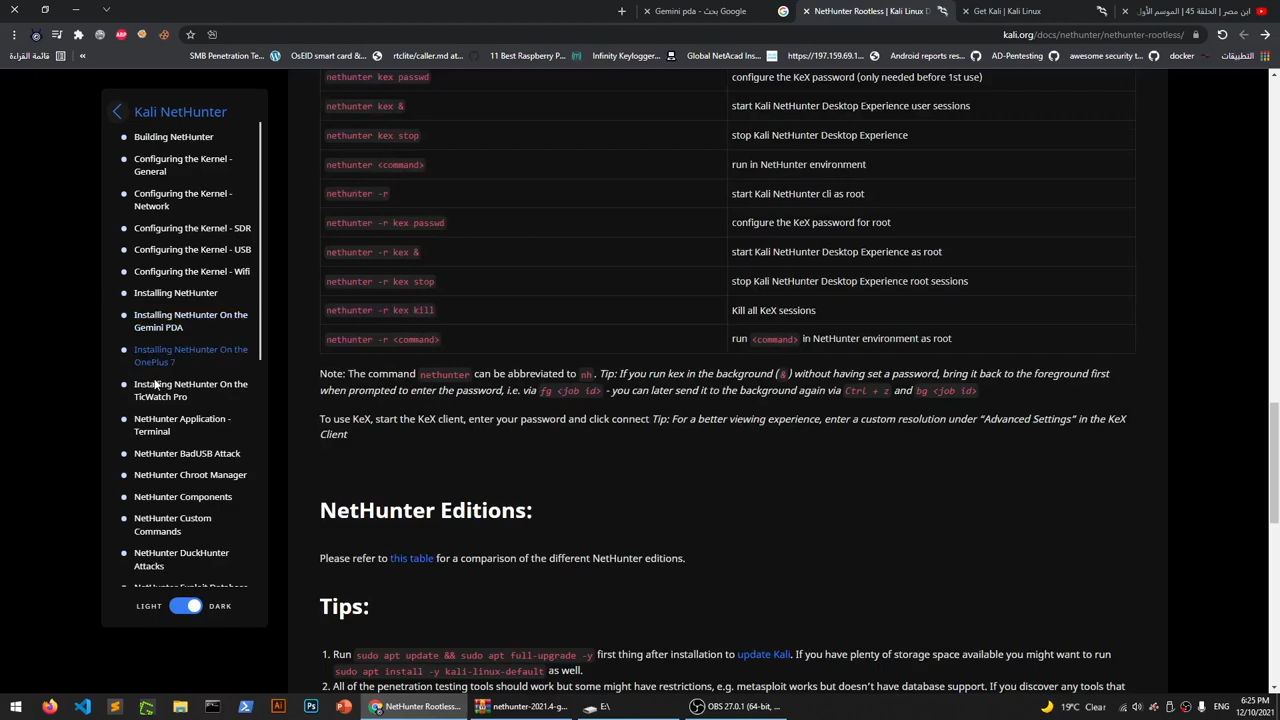 Gemini pda - بحث Google
NetHunter Rootless | Kali Linux D
Get Kali | Kali Linux
ابن مصر | الحلقة 45 | الموسم الأول
kali.org/docs/nethunter/nethunter-rootless/
قائمة القراءة
SMB Penetration Te...
OsEID smart card &...
rtclite/caller.md at...
11 Best Raspberry P...
Infinity Keylogger...
Global NetAcad Inst...
https://197.159.69.1...
Android reports res...
AD-Pentesting
awesome security t...
docker
التطبيقات
Kali NetHunter
Building NetHunter
Configuring the Kernel -
General
Configuring the Kernel -
Network
Configuring the Kernel - SDR
Configuring the Kernel - USB
Configuring the Kernel - Wifi
Installing NetHunter
Installing NetHunter On the
Gemini PDA
Installing NetHunter On the
OnePlus 7
Installing NetHunter On the
TicWatch Pro
NetHunter Application -
Terminal
NetHunter BadUSB Attack
NetHunter Chroot Manager
NetHunter Components
NetHunter Custom
Commands
NetHunter DuckHunter
Attacks
NetHunter Exploit Database
LIGHT DARK
nethunter kex passwd configure the KeX password (only needed before 1st use)
nethunter kex & start Kali NetHunter Desktop Experience user sessions
nethunter kex stop stop Kali NetHunter Desktop Experience
nethunter <command> run in NetHunter environment
nethunter -r start Kali NetHunter cli as root
nethunter -r kex passwd configure the KeX password for root
nethunter -r kex & start Kali NetHunter Desktop Experience as root
nethunter -r kex stop stop Kali NetHunter Desktop Experience root sessions
nethunter -r kex kill Kill all KeX sessions
nethunter -r <command> run <command> in NetHunter environment as root
Note: The command nethunter can be abbreviated to nh. Tip: If you run kex in the background (&) without having set a password, bring it back to the foreground first
when prompted to enter the password, i.e. via fg <job id> - you can later send it to the background again via Ctrl + z and bg <job id>
To use KeX, start the KeX client, enter your password and click connect Tip: For a better viewing experience, enter a custom resolution under “Advanced Settings” in the KeX
Client
NetHunter Editions:
Please refer to this table for a comparison of the different NetHunter editions.
Tips:
1. Run sudo apt update && sudo apt full-upgrade -y first thing after installation to update Kali. If you have plenty of storage space available you might want to run
sudo apt install -y kali-linux-default as well.
2. All of the penetration testing tools should work but some might have restrictions, e.g. metasploit works but doesn't have database support. If you discover any tools that
NetHunter Rootless...
nethunter-2021.4-g...
E:\
OBS 27.0.1 (64-bit, ...
19°C Clear
ENG
6:25 PM
12/10/2021